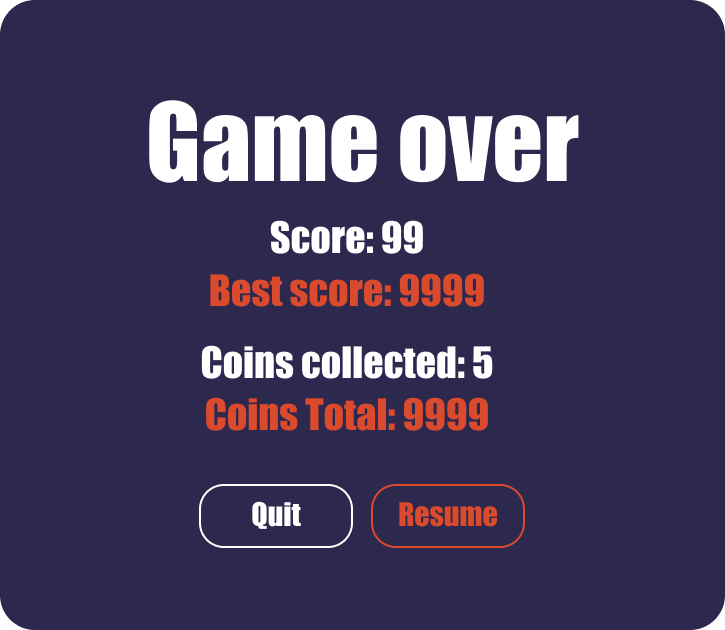 Game over
Score: 99
Best score: 9999
Coins collected: 5
Coins Total: 9999
Quit
Resume